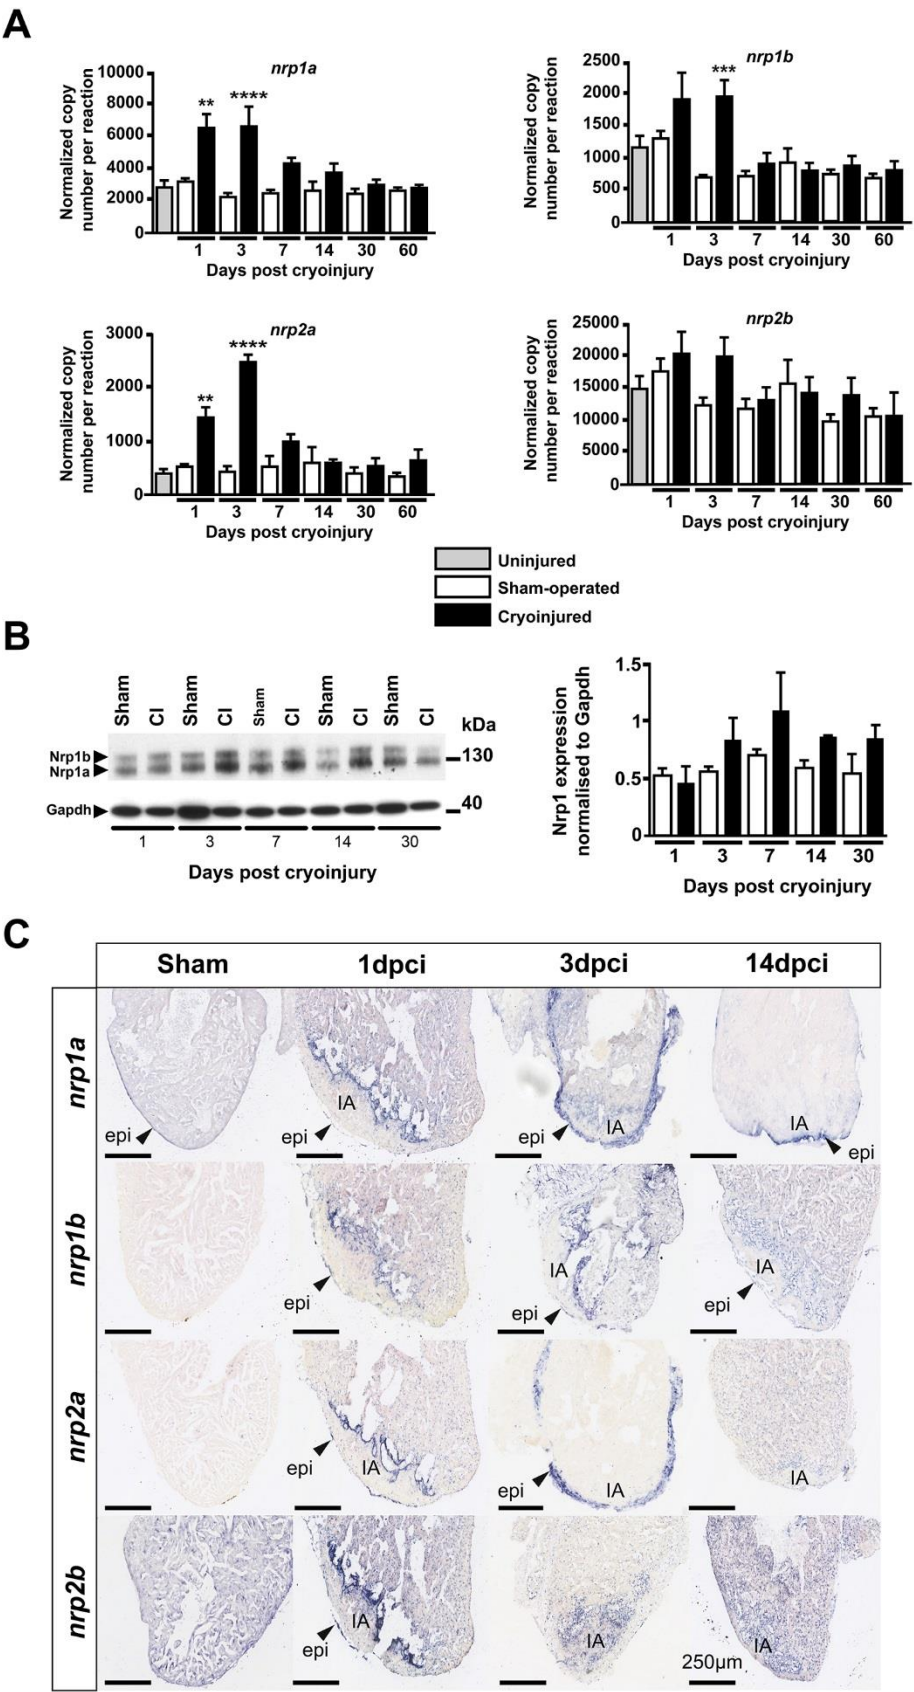 A
nrp1a
Normalized copy
number per reaction
10000
8000
6000
4000
2000
0
** ****
1 3 7 14 30 60
Days post cryoinjury
nrp1b
Normalized copy
number per reaction
2500
2000
1500
1000
500
0
***
1 3 7 14 30 60
Days post cryoinjury
nrp2a
Normalized copy
number per reaction
3000
2000
1000
0
** ****
1 3 7 14 30 60
Days post cryoinjury
nrp2b
Normalized copy
number per reaction
25000
20000
15000
10000
5000
0
1 3 7 14 30 60
Days post cryoinjury
Uninjured
Sham-operated
Cryoinjured
B
Sham CI Sham CI Sham CI Sham CI Sham CI
kDa
Nrp1b
Nrp1a
130
Gapdh
40
1 3 7 14 30
Days post cryoinjury
Nrp1 expression
normalised to Gapdh
1.5
1
0.5
0
1 3 7 14 30
Days post cryoinjury
C
Sham 1dpci 3dpci 14dpci
nrp1a
epi
IA
epi
IA
epi
IA
epi
nrp1b
epi
IA
epi
IA
epi
nrp2a
IA
epi
IA
epi
IA
nrp2b
IA
epi
IA
IA
250µm